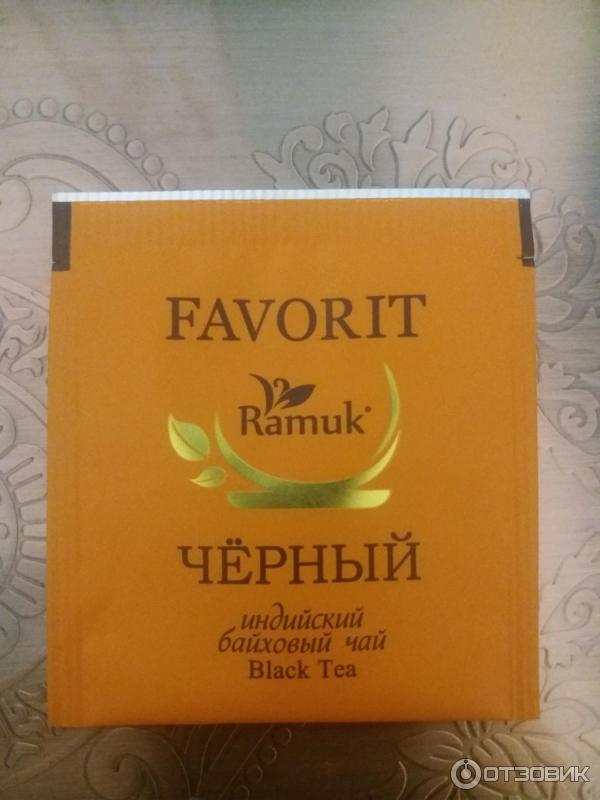 FAVORIT
Ramuk®
ЧЁРНЫЙ
индийский
байховый чай
Black Tea
ОТЗОВИК